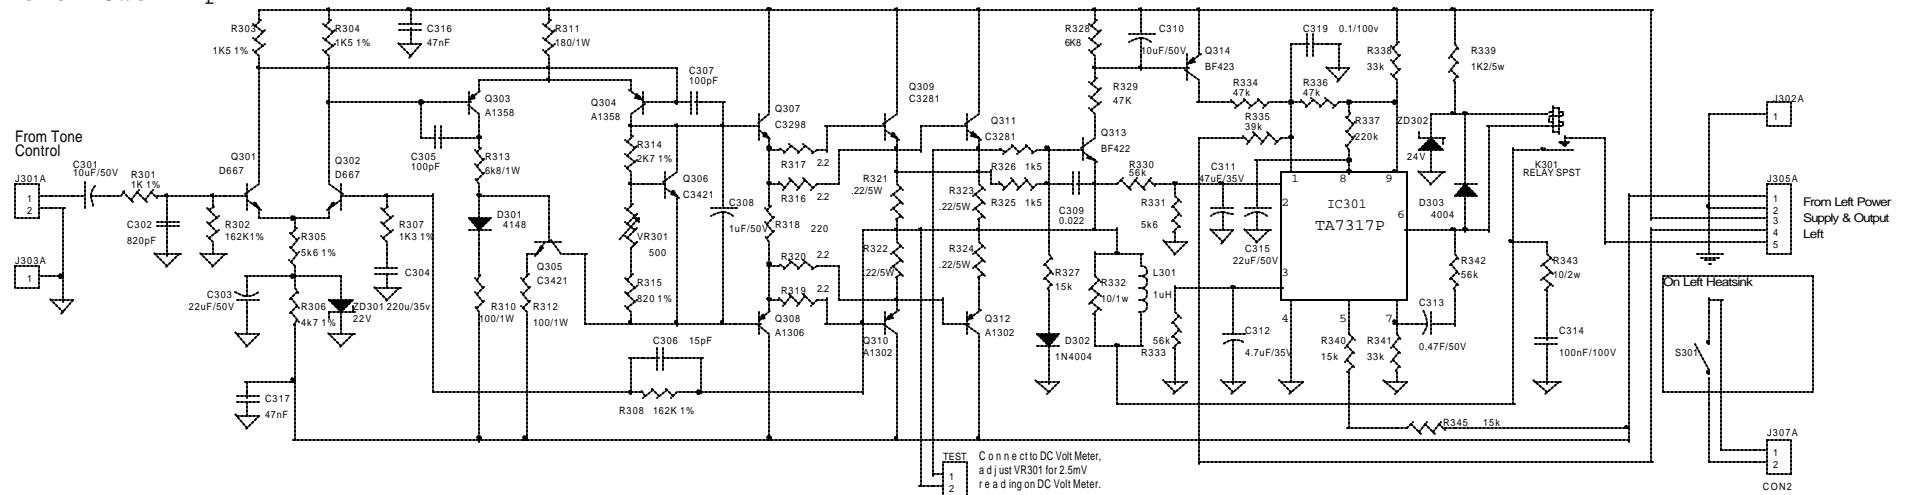 R303
1K5 1%
R304
1K5 1%
C316
47nF
R311
180/1W
C307
100pF
Q303
A1358
Q304
A1358
C305
100pF
Q307
C3298
Q309
C3281
Q311
C3281
R328
6K8
C310
10uF/50V
Q314
BF423
R329
47K
Q313
BF422
C319 0.1/100v
R338
33k
R339
1K2/5w
R334
47k
R336
47k
R335
39k
R337
220k
ZD302
24V
K301
RELAY SPST
J302A
1
From Tone
Control
C301
10uF/50V
R301
1K 1%
Q301
D667
Q302
D667
J301A
1
2
C302
820pF
R302
162K1%
R307
1K3 1%
C304
220u/35v
R305
5k6 1%
C303
22uF/50V
R306
4k7 1%
ZD301
22V
J303A
1
C317
47nF
R313
6k8/1W
D301
4148
Q305
C3421
R310
100/1W
R312
100/1W
R314
2K7 1%
Q306
C3421
VR301
500
R315
820 1%
C308
1uF/50V
R317 2.2
R316 2.2
R318 220
R320 2.2
R319 2.2
Q308
A1306
R321
.22/5W
R322
.22/5W
R323
.22/5W
R324
.22/5W
Q310
A1302
Q312
A1302
C306 15pF
R308 162K 1%
R326 1k5
R325 1k5
C309
0.022
R330
56k
R331
5k6
R327
15k
D302
1N4004
R332
10/1w
L301
1uH
56k
R333
C311
47uF/35V
C315
22uF/50V
C312
4.7uF/35V
IC301
TA7317P
1
8
9
2
6
3
4
5
7
D303
4004
R342
56k
C313
0.47F/50V
R340
15k
R341
33k
R343
10/2w
C314
100nF/100V
R345 15k
J305A
1
2
3
4
5
From Left Power
Supply & Output
Left
On Left Heatsink
S301
J307A
1
2
CON2
TEST
1
2
Connect to DC Volt Meter,
adjust VR301 for 2.5mV
reading on DC Volt Meter.